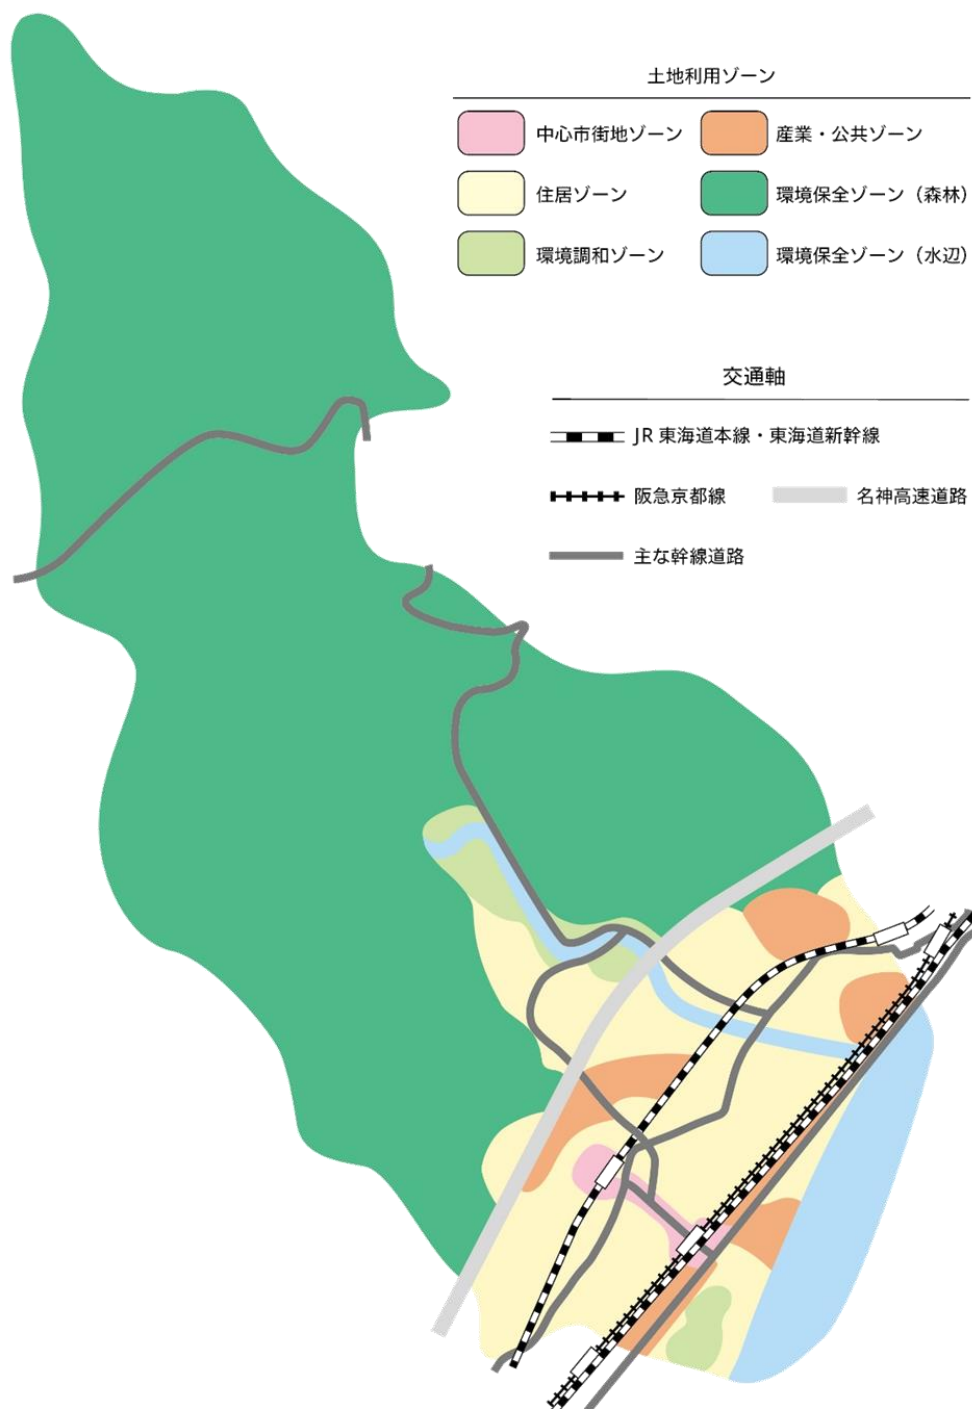 土地利用ゾーン
中心市街地ゾーン
産業・公共ゾーン
住居ゾーン
環境保全ゾーン（森林）
環境調和ゾーン
環境保全ゾーン（水辺）
交通軸
JR 東海道本線・東海道新幹線
阪急京都線
名神高速道路
主な幹線道路